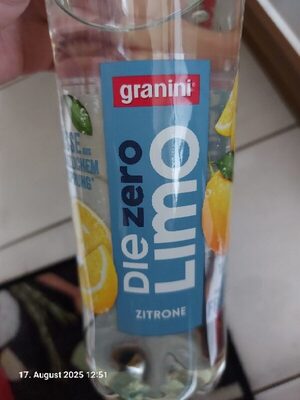 granini
Die zero
Limo
ZITRONE
17. August 2025 12:51